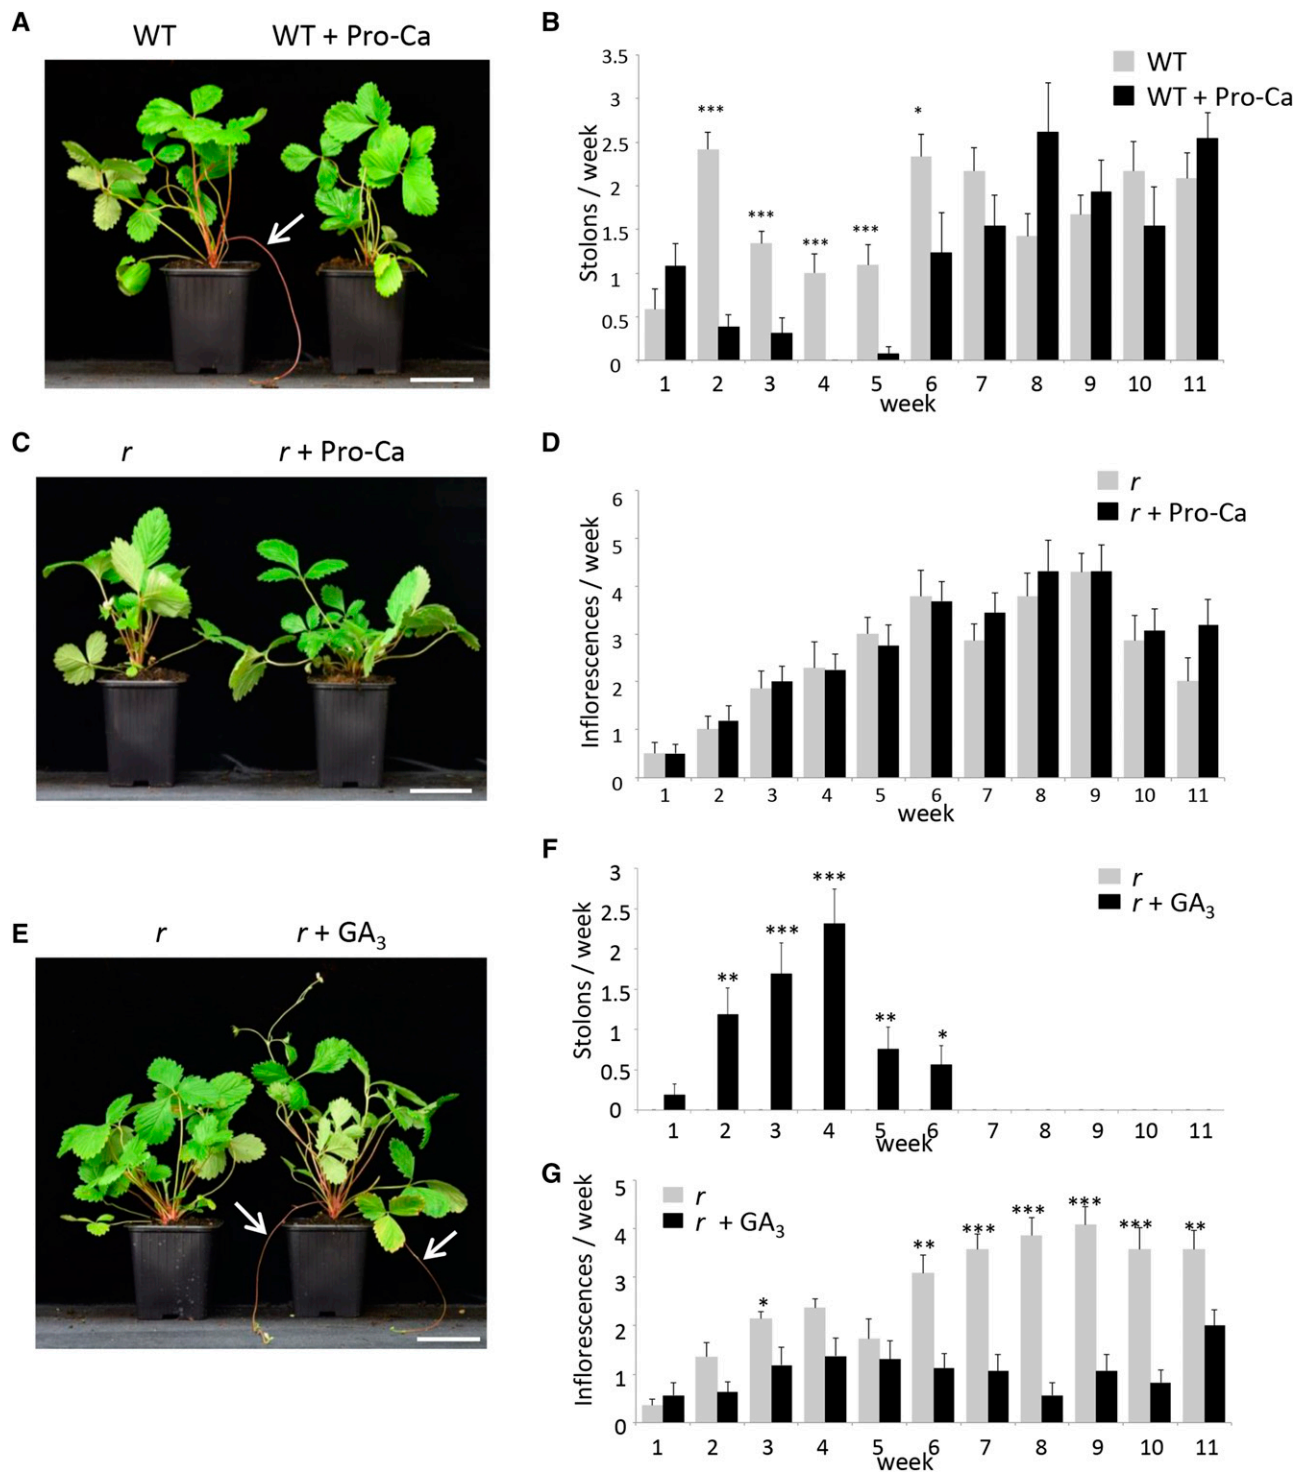 A
WT
WT + Pro-Ca
B
WT
WT + Pro-Ca
Stolons / week
3.5
3
2.5
2
1.5
1
0.5
0
***
***
***
***
*
1 2 3 4 5 6 7 8 9 10 11
week
C
r
r + Pro-Ca
D
r
r + Pro-Ca
Inflorescences / week
6
5
4
3
2
1
0
1 2 3 4 5 6 7 8 9 10 11
week
E
r
r + GA3
F
r
r + GA3
Stolons / week
3
2.5
2
1.5
1
0.5
0
**
***
***
**
*
1 2 3 4 5 6 7 8 9 10 11
week
G
r
r + GA3
Inflorescences / week
5
4
3
2
1
0
*
**
***
***
***
***
**
1 2 3 4 5 6 7 8 9 10 11
week